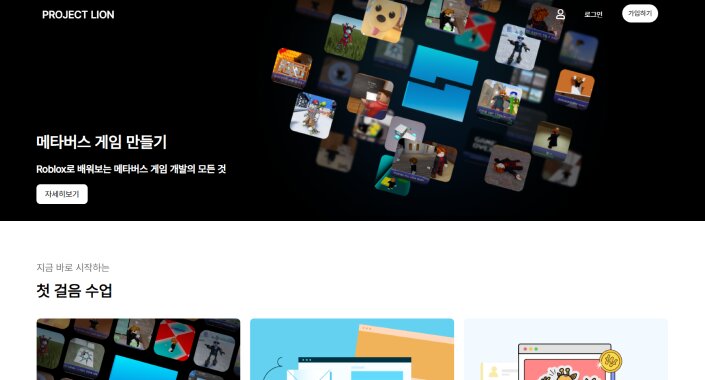 PROJECT LION
로그인
가입하기
메타버스 게임 만들기
Roblox로 배워보는 메타버스 게임 개발의 모든 것
자세히보기
지금 바로 시작하는
첫 걸음 수업